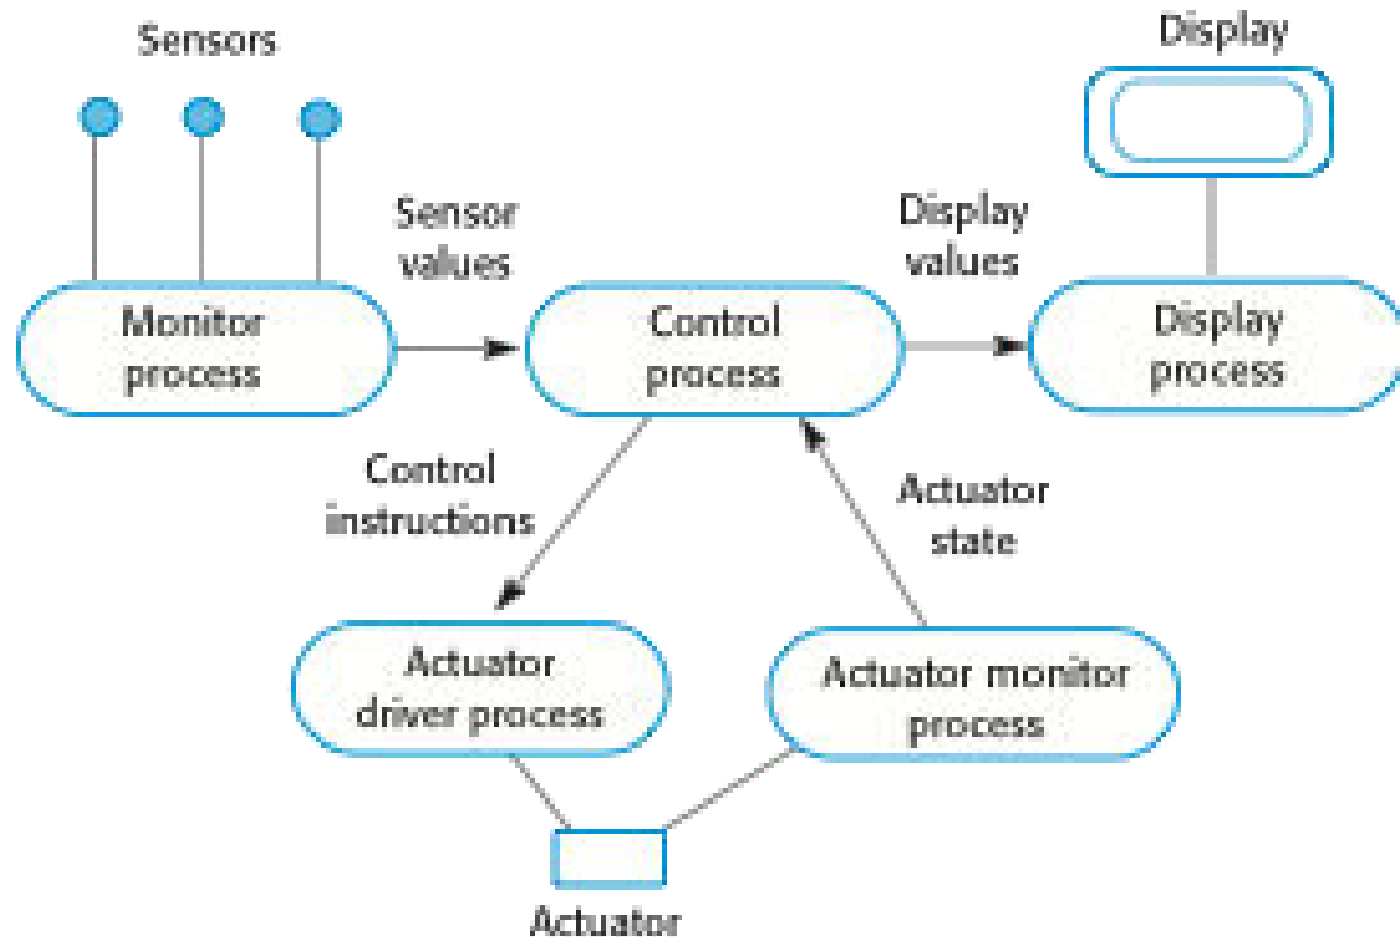 Sensors
Display
Sensor
values
Display
values
Monitor
process
Control
process
Display
process
Control
instructions
Actuator
state
Actuator
driver process
Actuator monitor
process
Actuator